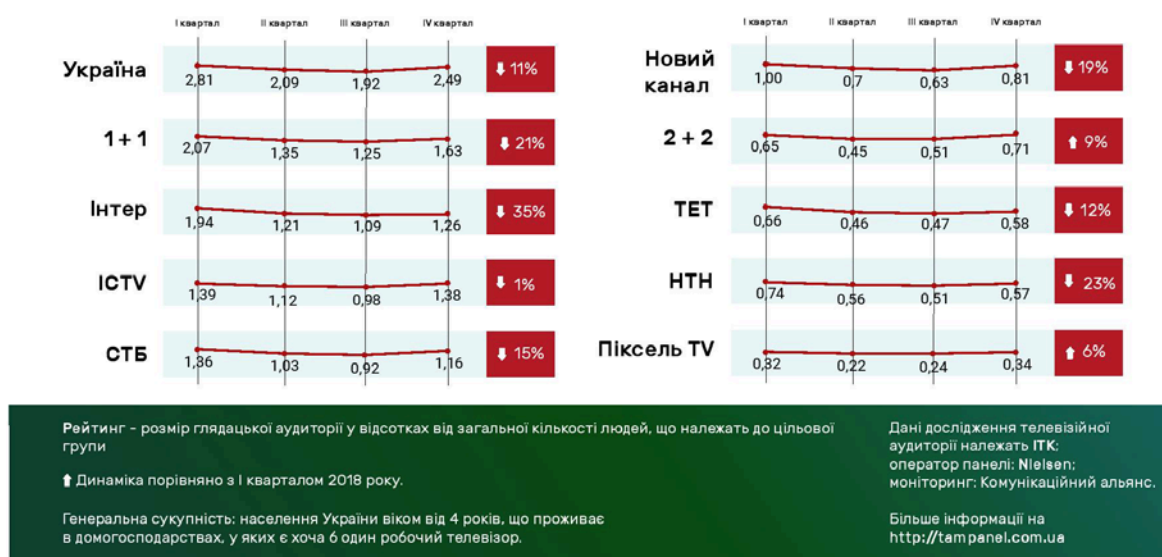 I квартал II квартал III квартал IV квартал
Україна 2,81 2,09 1,92 2,49 ⬇ 11%
1 + 1 2,07 1,35 1,25 1,63 ⬇ 21%
Інтер 1,94 1,21 1,09 1,26 ⬇ 35%
ICTV 1,39 1,12 0,98 1,38 ⬇ 1%
СТБ 1,36 1,03 0,92 1,16 ⬇ 15%
I квартал II квартал III квартал IV квартал
Новий
канал 1,00 0,7 0,63 0,81 ⬇ 19%
2 + 2 0,65 0,45 0,51 0,71 ⬆ 9%
ТЕТ 0,66 0,46 0,47 0,58 ⬇ 12%
НТН 0,74 0,56 0,51 0,57 ⬇ 23%
Піксель TV 0,32 0,22 0,24 0,34 ⬆ 6%
Рейтинг - розмір глядацької аудиторії у відсотках від загальної кількості людей, що належать до цільової
групи
⬆ Динаміка порівняно з I кварталом 2018 року.
Генеральна сукупність: населення України віком від 4 років, що проживає
в домогосподарствах, у яких є хоча б один робочий телевізор.
Дані дослідження телевізійної
аудиторії належать ІТК;
оператор панелі: Nielsen;
моніторинг: Комунікаційний альянс.
Більше інформації на
http://tampanel.com.ua